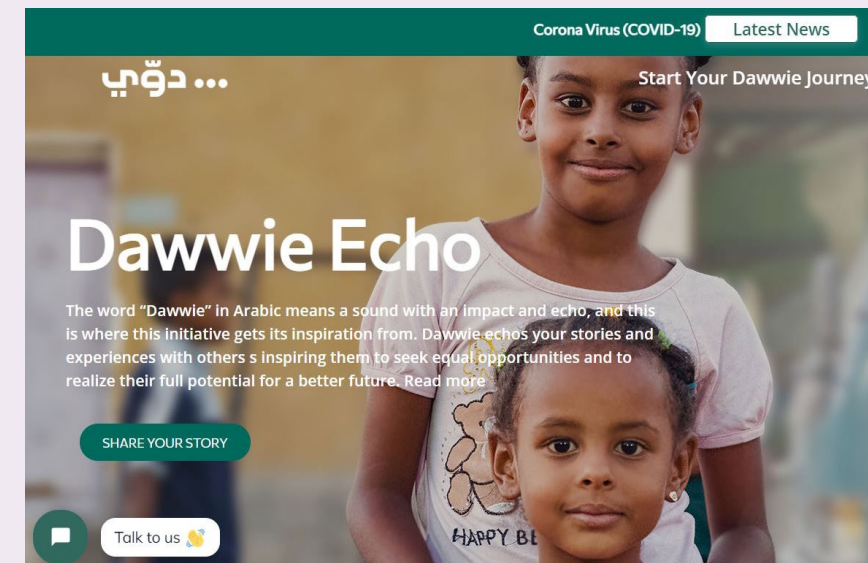 Corona Virus (COVID-19) Latest News
دوّي ...
Start Your Dawwie Journey
Dawwie Echo
The word “Dawwie” in Arabic means a sound with an impact and echo, and this
is where this initiative gets its inspiration from. Dawwie echos your stories and
experiences with others s inspiring them to seek equal opportunities and to
realize their full potential for a better future. Read more
SHARE YOUR STORY
Talk to us 👋
HAPPY BE